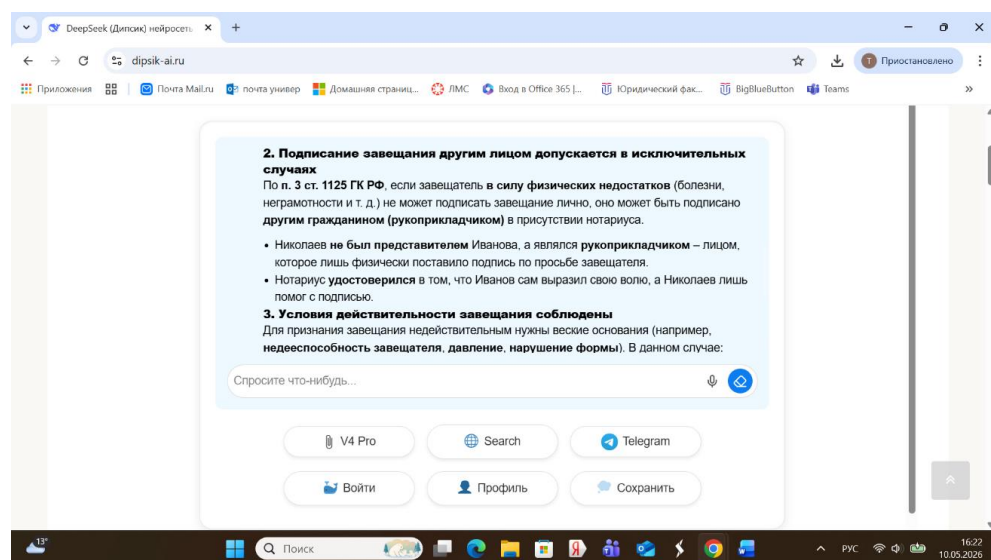 DeepSeek (Дипсик) нейросеть
dipsik-ai.ru
Т Приостановлено
Приложения Почта Mail.ru почта универ Домашняя страниц... ЛМС Вход в Office 365 |... Юридический фак... BigBlueButton Teams »
2. Подписание завещания другим лицом допускается в исключительных
случаях
По п. 3 ст. 1125 ГК РФ, если завещатель в силу физических недостатков (болезни,
неграмотности и т. д.) не может подписать завещание лично, оно может быть подписано
другим гражданином (рукоприкладчиком) в присутствии нотариуса.
• Николаев не был представителем Иванова, а являлся рукоприкладчиком – лицом,
которое лишь физически поставило подпись по просьбе завещателя.
• Нотариус удостоверился в том, что Иванов сам выразил свою волю, а Николаев лишь
помог с подписью.
3. Условия действительности завещания соблюдены
Для признания завещания недействительным нужны веские основания (например,
недееспособность завещателя, давление, нарушение формы). В данном случае:
Спросите что-нибудь...
V4 Pro Search Telegram
Войти Профиль Сохранить
13° Поиск РУС 16:22
10.05.2026